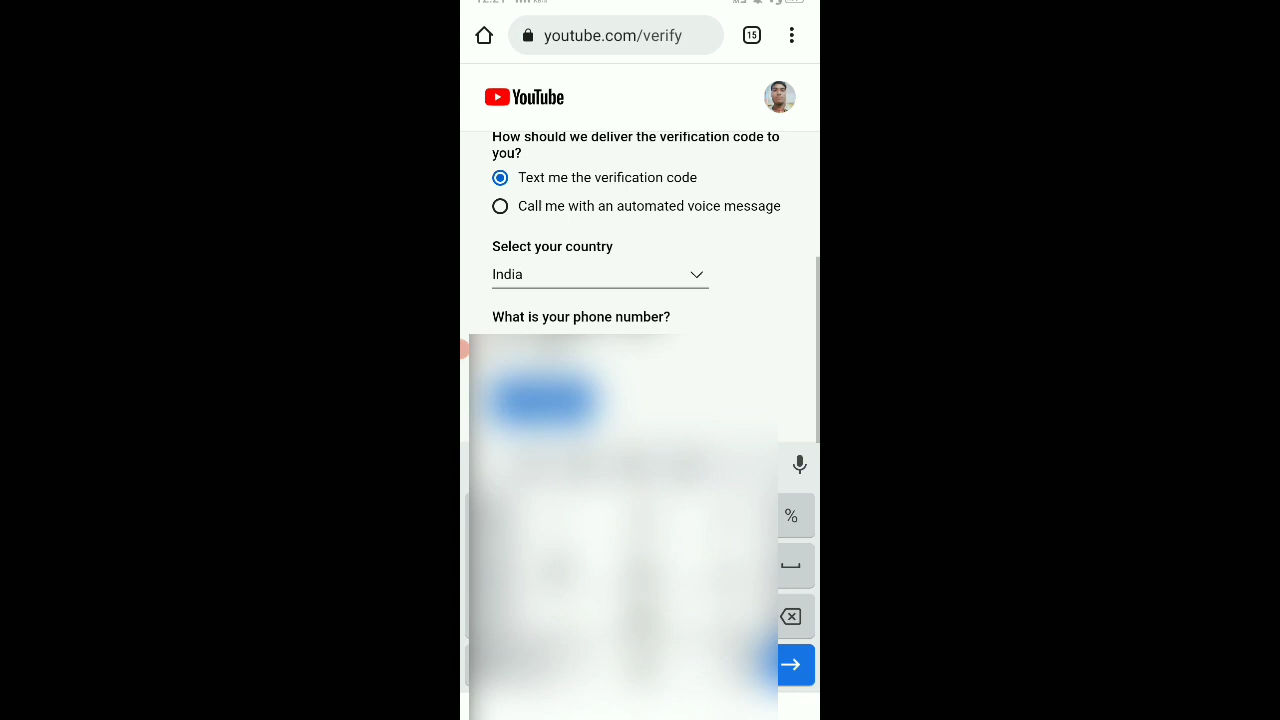 15
youtube.com/verify
YouTube
How should we deliver the verification code to
you?
Text me the verification code
Call me with an automated voice message
Select your country
India
What is your phone number?
%